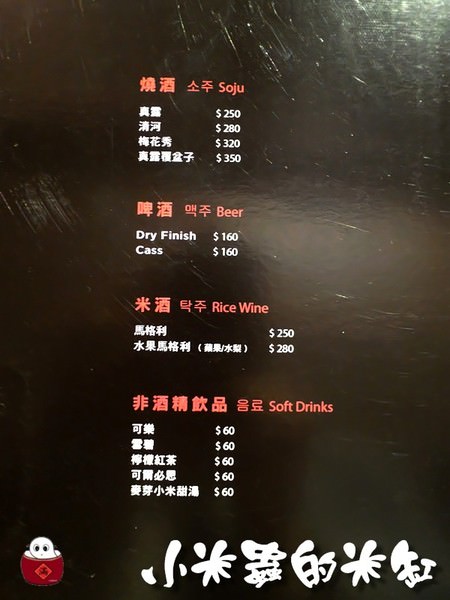 燒酒 소주 Soju
真露 $250
清河 $280
梅花秀 $320
真露覆盆子 $350
啤酒 맥주 Beer
Dry Finish $160
Cass $160
米酒 탁주 Rice Wine
馬格利 $250
水果馬格利 (蘋果/水梨) $280
非酒精飲品 음료 Soft Drinks
可樂 $60
雪碧 $60
檸檬紅茶 $60
可爾必思 $60
麥芽小米甜湯 $60
小米蟲的米缸